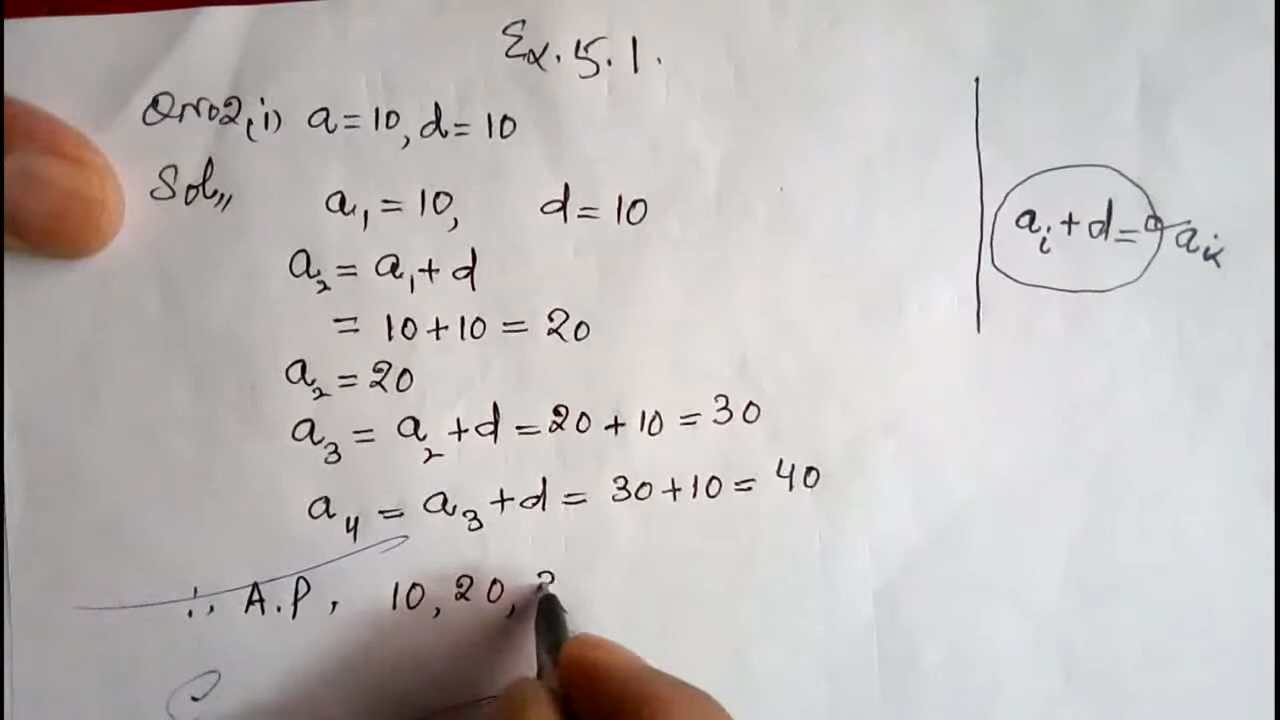 Ex. 5.1.
QNo2,(i) a=10, d=10
Sol,,
a₁ = 10, d = 10
a₂ = a₁ + d
= 10+10 = 20
a₂ = 20
a₃ = a₂ + d = 20 + 10 = 30
a₄ = a₃ + d = 30+10 = 40
∴, A.P, 10, 20,
aᵢ + d =